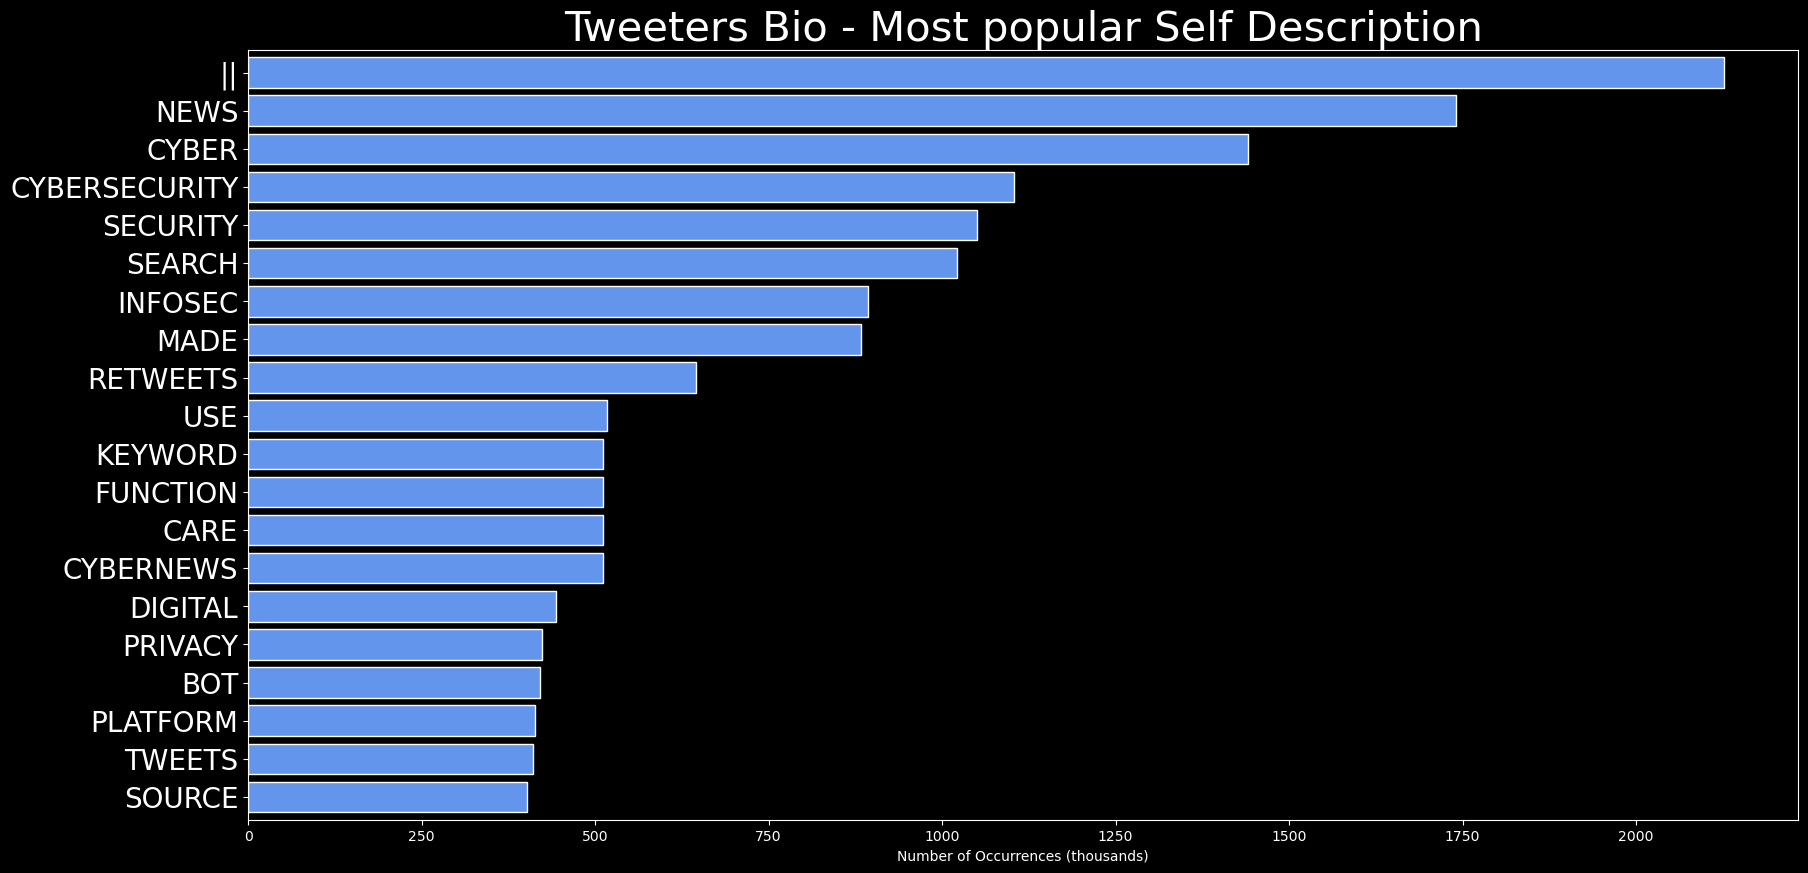 Tweeters Bio - Most popular Self Description
||
NEWS
CYBER
CYBERSECURITY
SECURITY
SEARCH
INFOSEC
MADE
RETWEETS
USE
KEYWORD
FUNCTION
CARE
CYBERNEWS
DIGITAL
PRIVACY
BOT
PLATFORM
TWEETS
SOURCE
0 250 500 750 1000 1250 1500 1750 2000
Number of Occurrences (thousands)